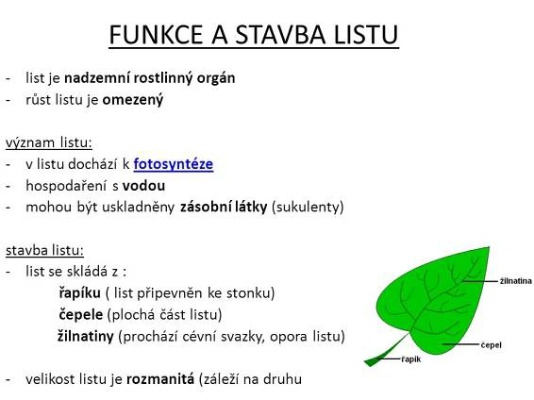 FUNKCE A STAVBA LISTU
- list je nadzemní rostlinný orgán
- růst listu je omezený
význam listu:
- v listu dochází k fotosyntéze
- hospodaření s vodou
- mohou být uskladněny zásobní látky (sukulenty)
stavba listu:
- list se skládá z :
řapíku ( list připevněn ke stonku)
čepele (plochá část listu)
žilnatiny (prochází cévní svazky, opora listu)
- velikost listu je rozmanitá (záleží na druhu
žilnatina
čepel
řapík